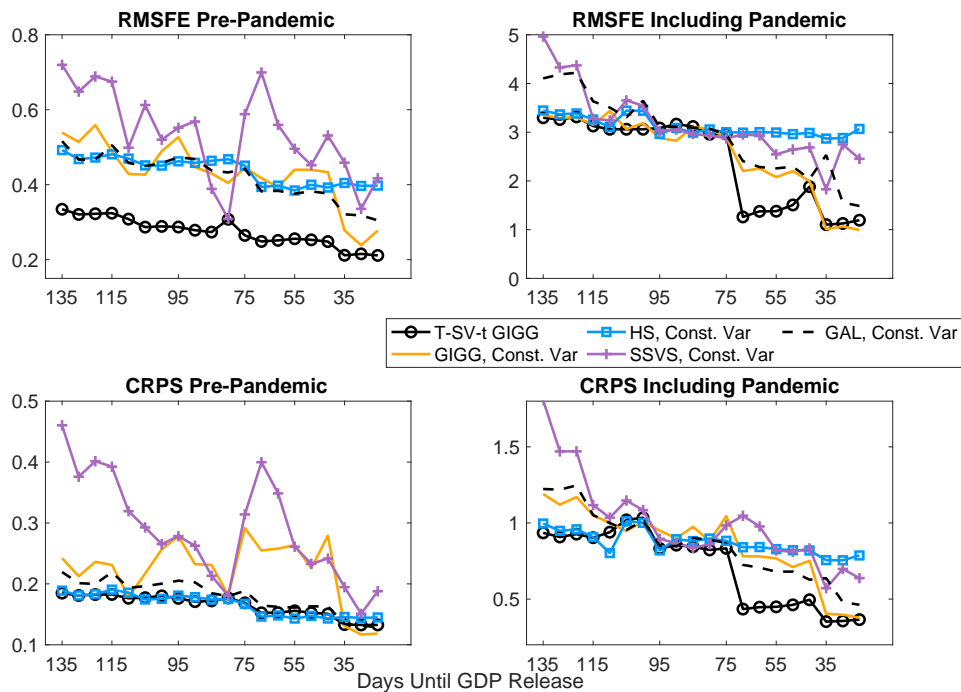 RMSFE Pre-Pandemic
0.8
0.6
0.4
0.2
135 115 95 75 55 35
RMSFE Including Pandemic
5
4
3
2
1
0
135 115 95 75 55 35
T-SV-t GIGG
HS, Const. Var
GAL, Const. Var
GIGG, Const. Var
SSVS, Const. Var
CRPS Pre-Pandemic
0.5
0.4
0.3
0.2
0.1
135 115 95 75 55 35
CRPS Including Pandemic
1.5
1
0.5
135 115 95 75 55 35
Days Until GDP Release